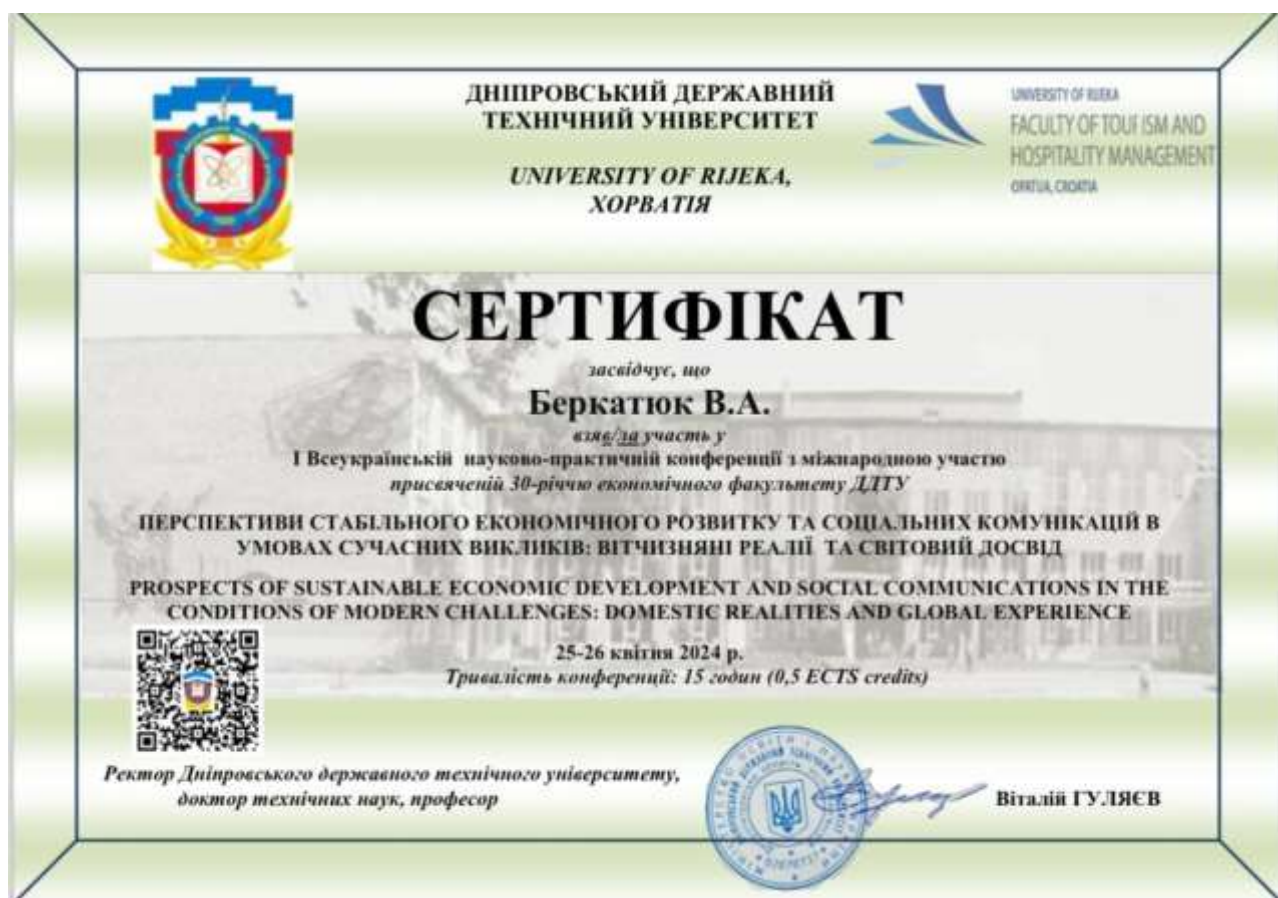 ДНІПРОВСЬКИЙ ДЕРЖАВНИЙ
ТЕХНІЧНИЙ УНІВЕРСИТЕТ
UNIVERSITY OF RIJEKA,
ХОРВАТІЯ
UNIVERSITY OF RIJEKA
FACULTY OF TOURISM AND
HOSPITALITY MANAGEMENT
OPATIJA, CROATIA
СЕРТИФІКАТ
засвідчує, що
Беркатюк В.А.
взяв/ла участь у
І Всеукраїнській науково-практичній конференції з міжнародною участю
присвяченій 30-річчю економічного факультету ДДТУ
ПЕРСПЕКТИВИ СТАБІЛЬНОГО ЕКОНОМІЧНОГО РОЗВИТКУ ТА СОЦІАЛЬНИХ КОМУНІКАЦІЙ В
УМОВАХ СУЧАСНИХ ВИКЛИКІВ: ВІТЧИЗНЯНІ РЕАЛІЇ ТА СВІТОВИЙ ДОСВІД
PROSPECTS OF SUSTAINABLE ECONOMIC DEVELOPMENT AND SOCIAL COMMUNICATIONS IN THE
CONDITIONS OF MODERN CHALLENGES: DOMESTIC REALITIES AND GLOBAL EXPERIENCE
25-26 квітня 2024 р.
Тривалість конференції: 15 годин (0,5 ECTS credits)
Ректор Дніпровського державного технічного університету,
доктор технічних наук, професор
Віталій ГУЛЯЄВ